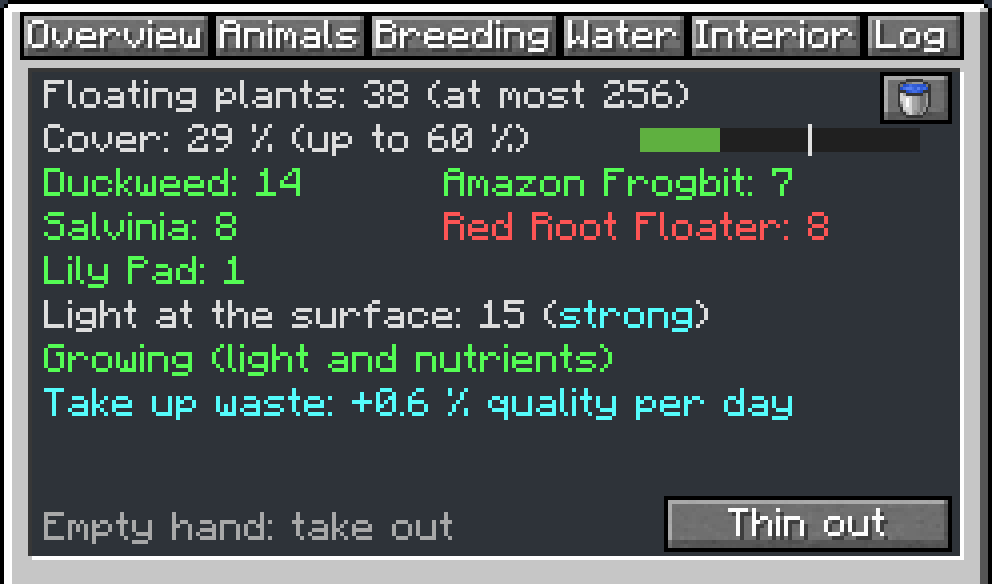 Overview Animals Breeding Water Interior Log
Floating plants: 38 (at most 256)
Cover: 29 % (up to 60 %)
Duckweed: 14 Amazon Frogbit: 7
Salvinia: 8 Red Root Floater: 8
Lily Pad: 1
Light at the surface: 15 (strong)
Growing (light and nutrients)
Take up waste: +0.6 % quality per day
Empty hand: take out Thin out